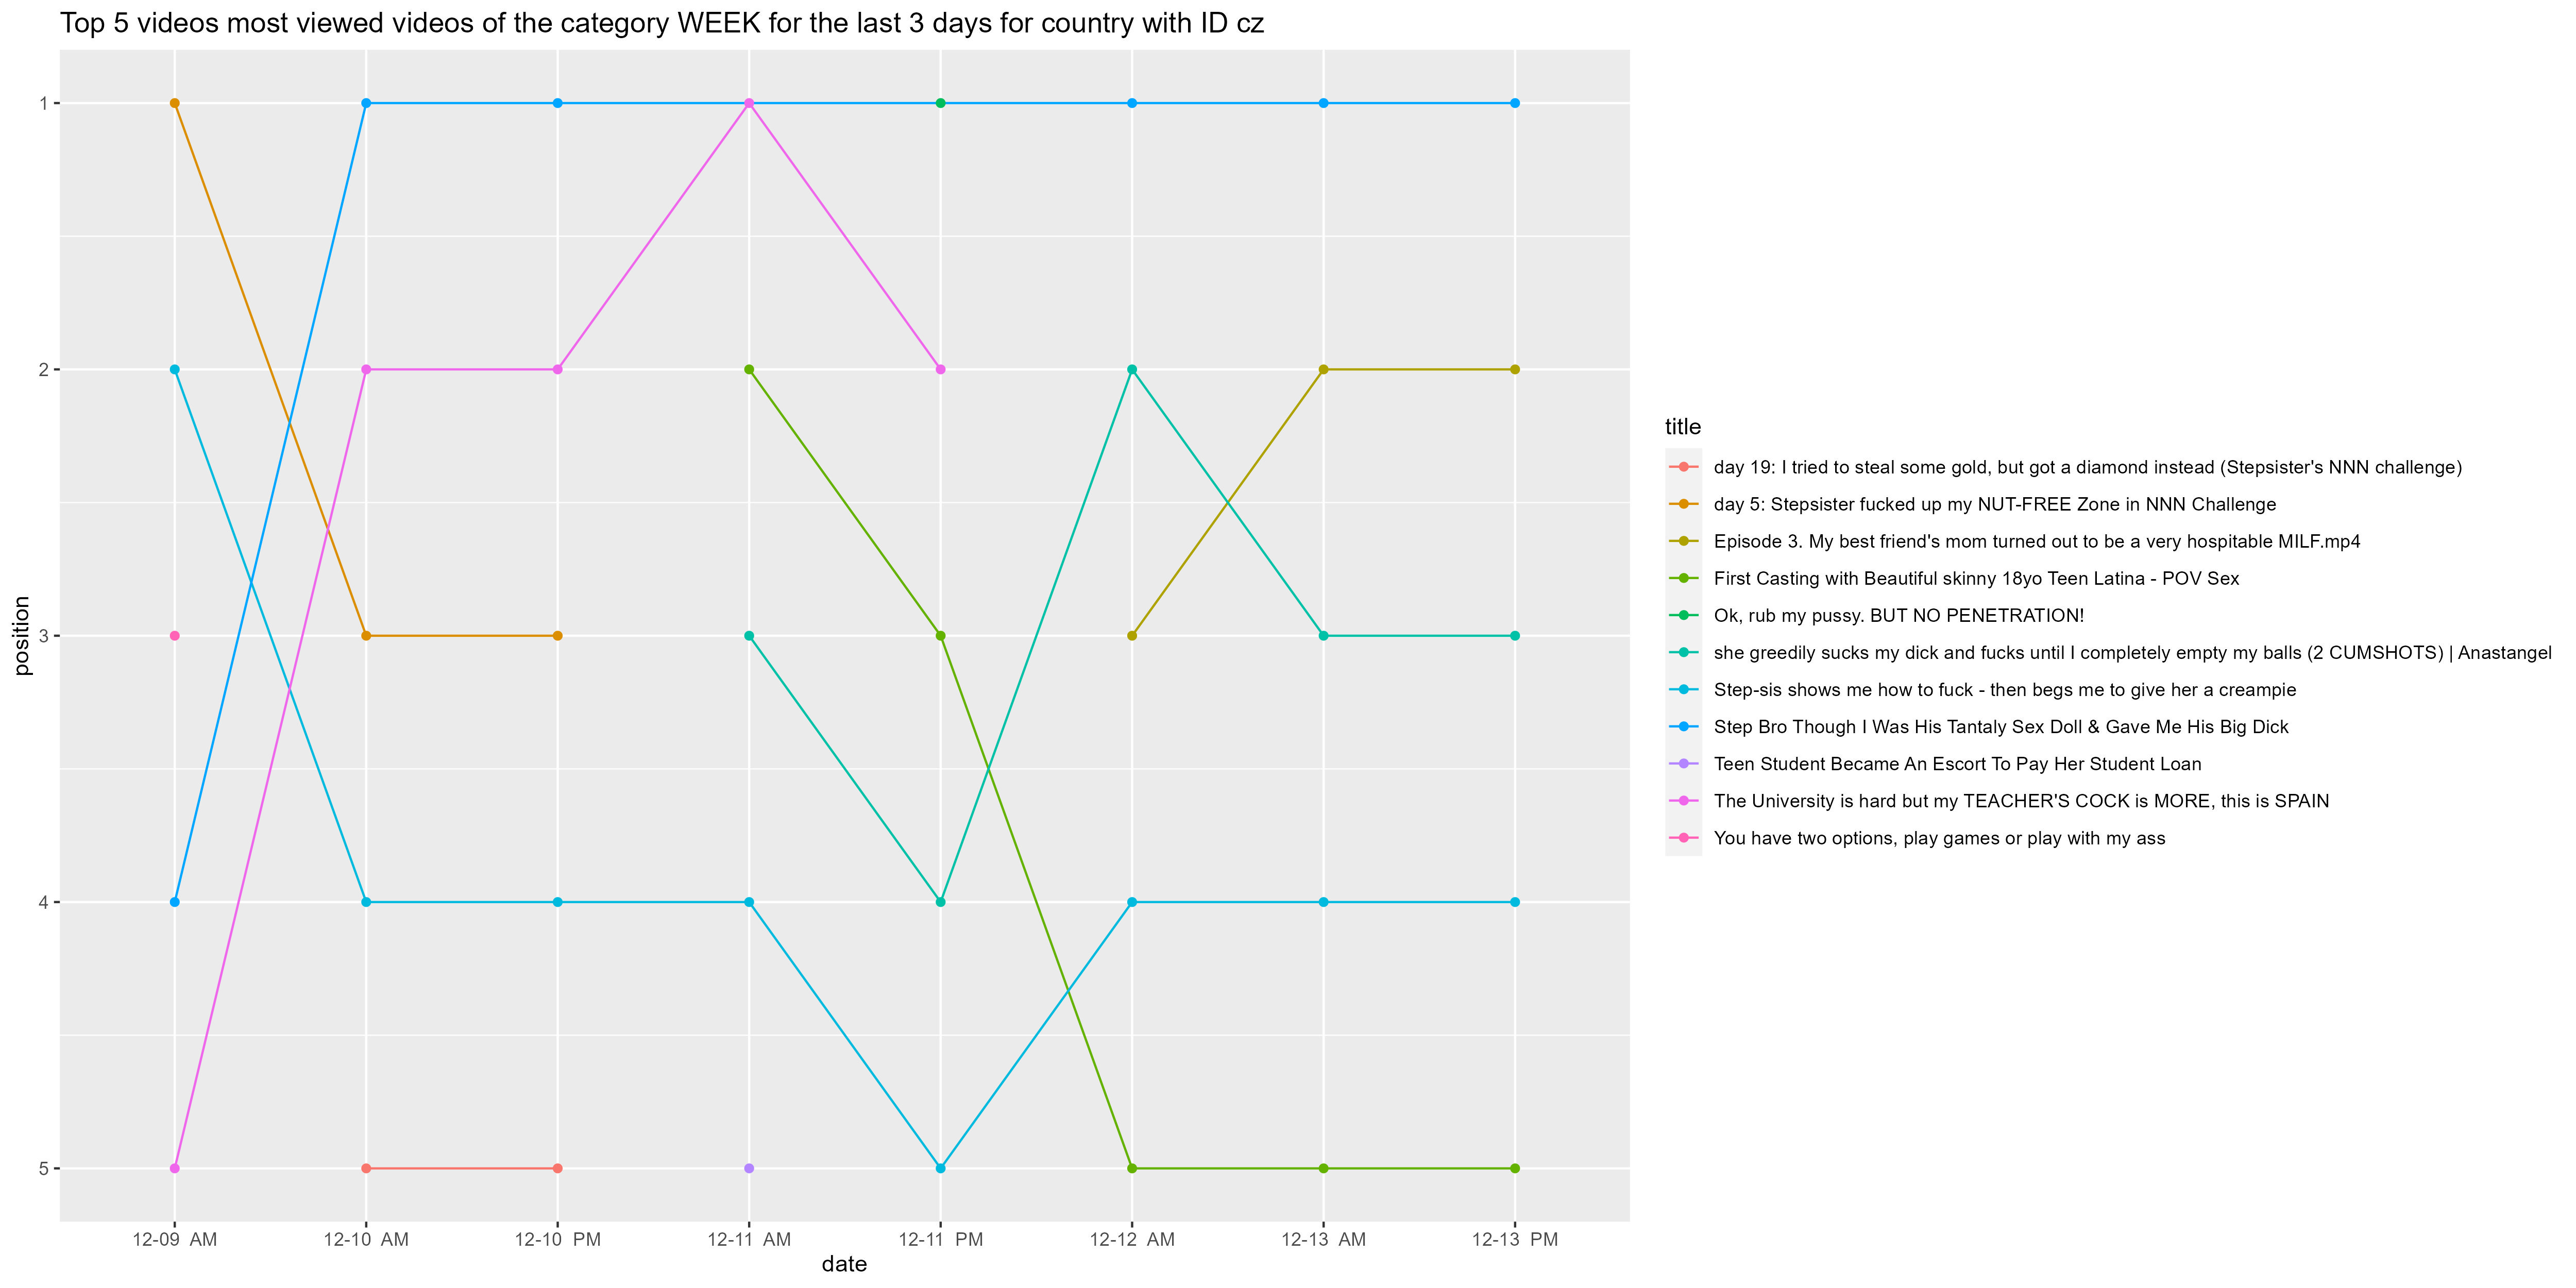 Top 5 videos most viewed videos of the category WEEK for the last 3 days for country with ID cz
position
1
2
3
4
5
12-09 AM
12-10 AM
12-10 PM
12-11 AM
12-11 PM
12-12 AM
12-13 AM
12-13 PM
date
title
day 19: I tried to steal some gold, but got a diamond instead (Stepsister's NNN challenge)
day 5: Stepsister fucked up my NUT-FREE Zone in NNN Challenge
Episode 3. My best friend's mom turned out to be a very hospitable MILF.mp4
First Casting with Beautiful skinny 18yo Teen Latina - POV Sex
Ok, rub my pussy. BUT NO PENETRATION!
she greedily sucks my dick and fucks until I completely empty my balls (2 CUMSHOTS) | Anastangel
Step-sis shows me how to fuck - then begs me to give her a creampie
Step Bro Though I Was His Tantaly Sex Doll & Gave Me His Big Dick
Teen Student Became An Escort To Pay Her Student Loan
The University is hard but my TEACHER'S COCK is MORE, this is SPAIN
You have two options, play games or play with my ass